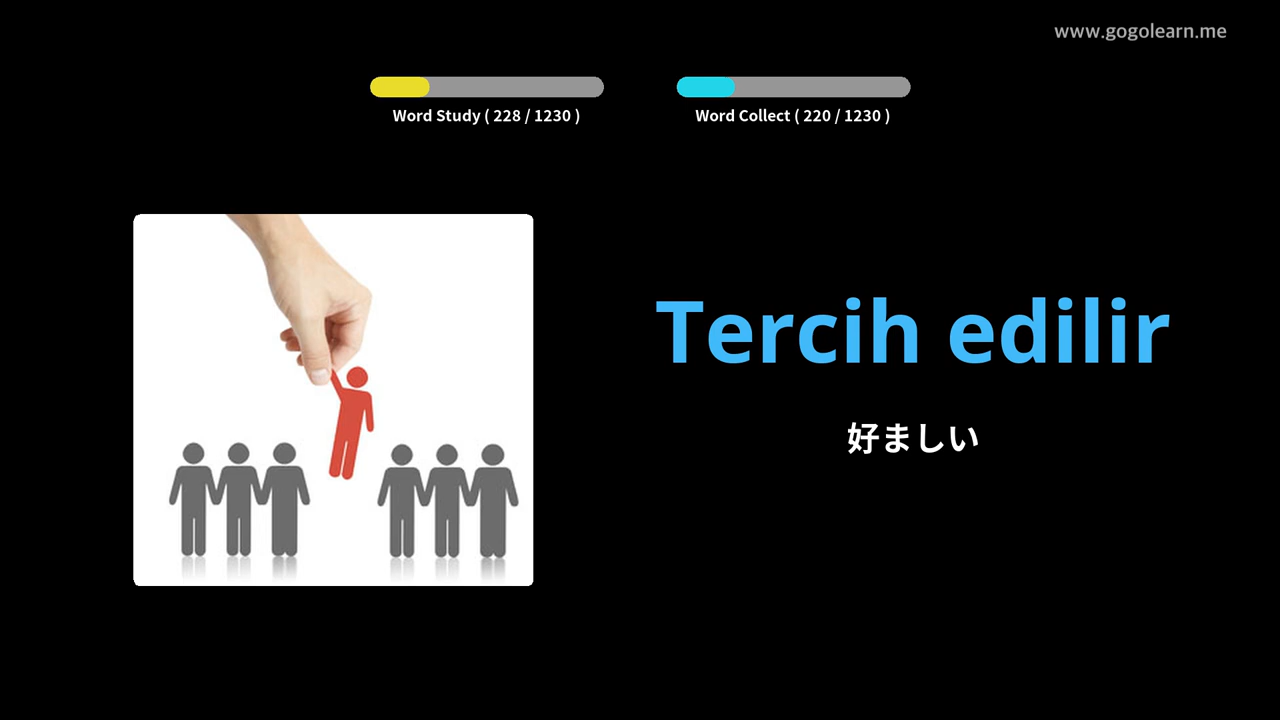 www.gogolearn.me
Word Study ( 228 / 1230 )
Word Collect ( 220 / 1230 )
Tercih edilir
好ましい